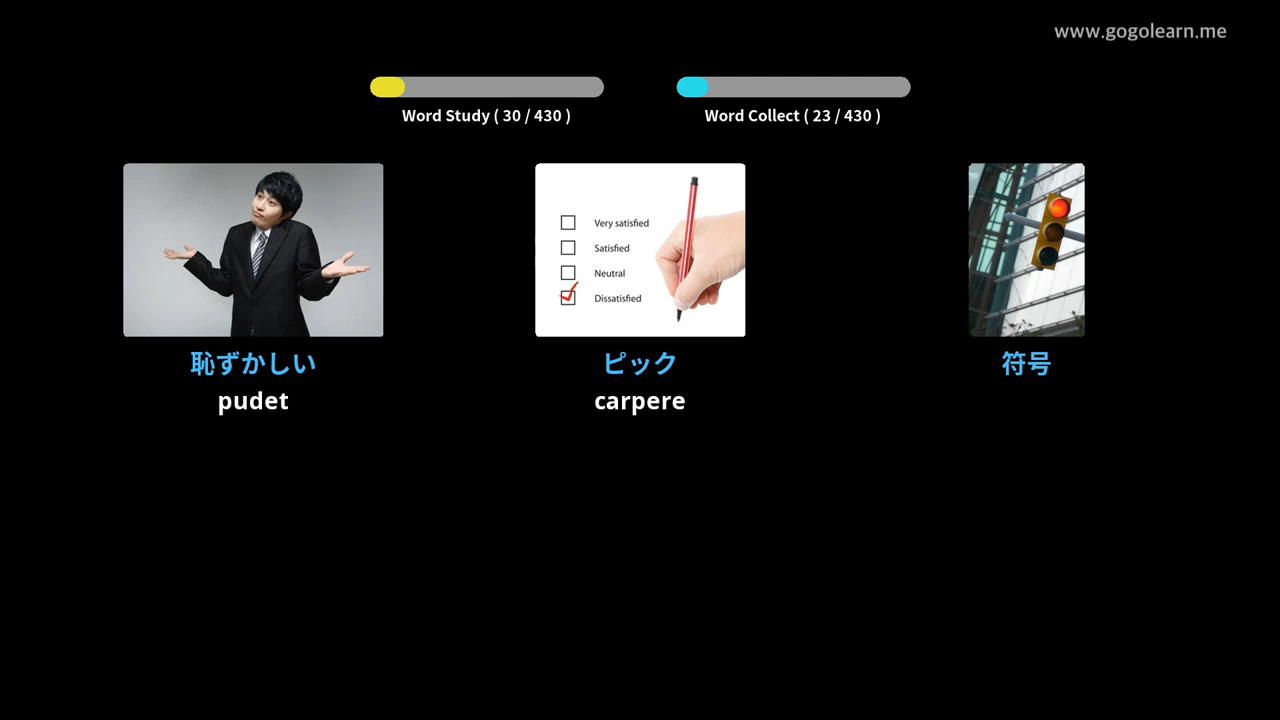 www.gogolearn.me
Word Study ( 30 / 430 )
Word Collect ( 23 / 430 )
Very satisfied
Satisfied
Neutral
Dissatisfied
恥ずかしい
pudet
ピック
carpere
符号